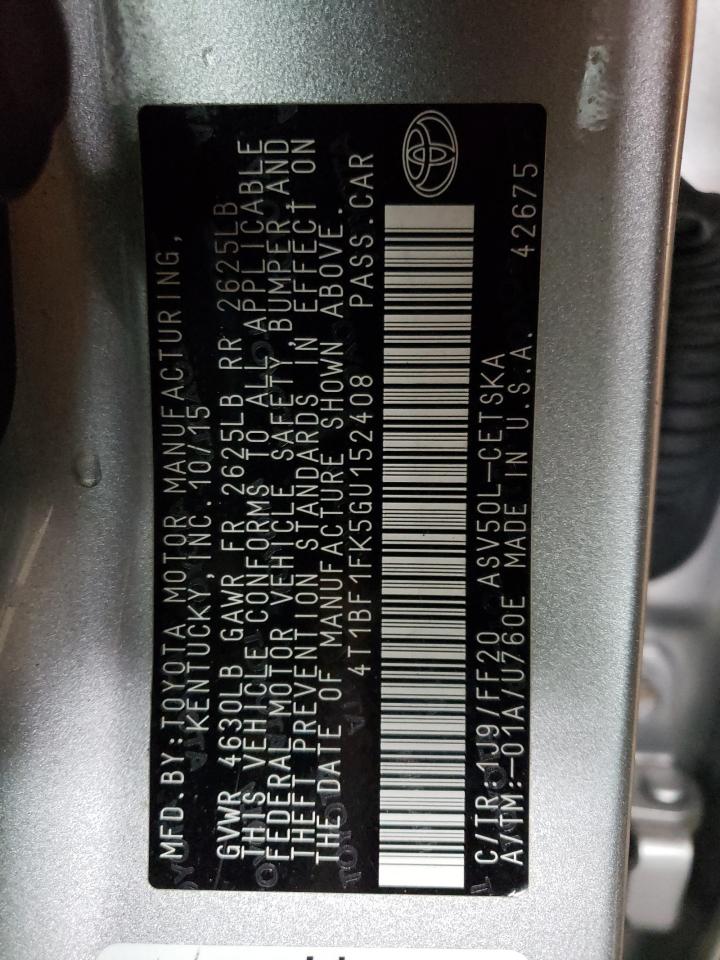 MFD.BY:TOYOTA MOTOR MANUFACTURING,
KENTUCKY, INC. 10/15
GVWR 4630LB GAWR FR 2625LB RR 2625LB
THIS VEHICLE CONFORMS TO ALL APPLICABLE
FEDERAL MOTOR VEHICLE SAFETY, BUMPER, AND
THEFT PREVENTION STANDARDS IN EFFECT ON
THE DATE OF MANUFACTURE SHOWN ABOVE.
4T1BF1FK5GU152408 PASS.CAR
C/TR:1J9/FF20 ASV50L-CETSKA
A/TM:-01A/U760E MADE IN U.S.A. 42675